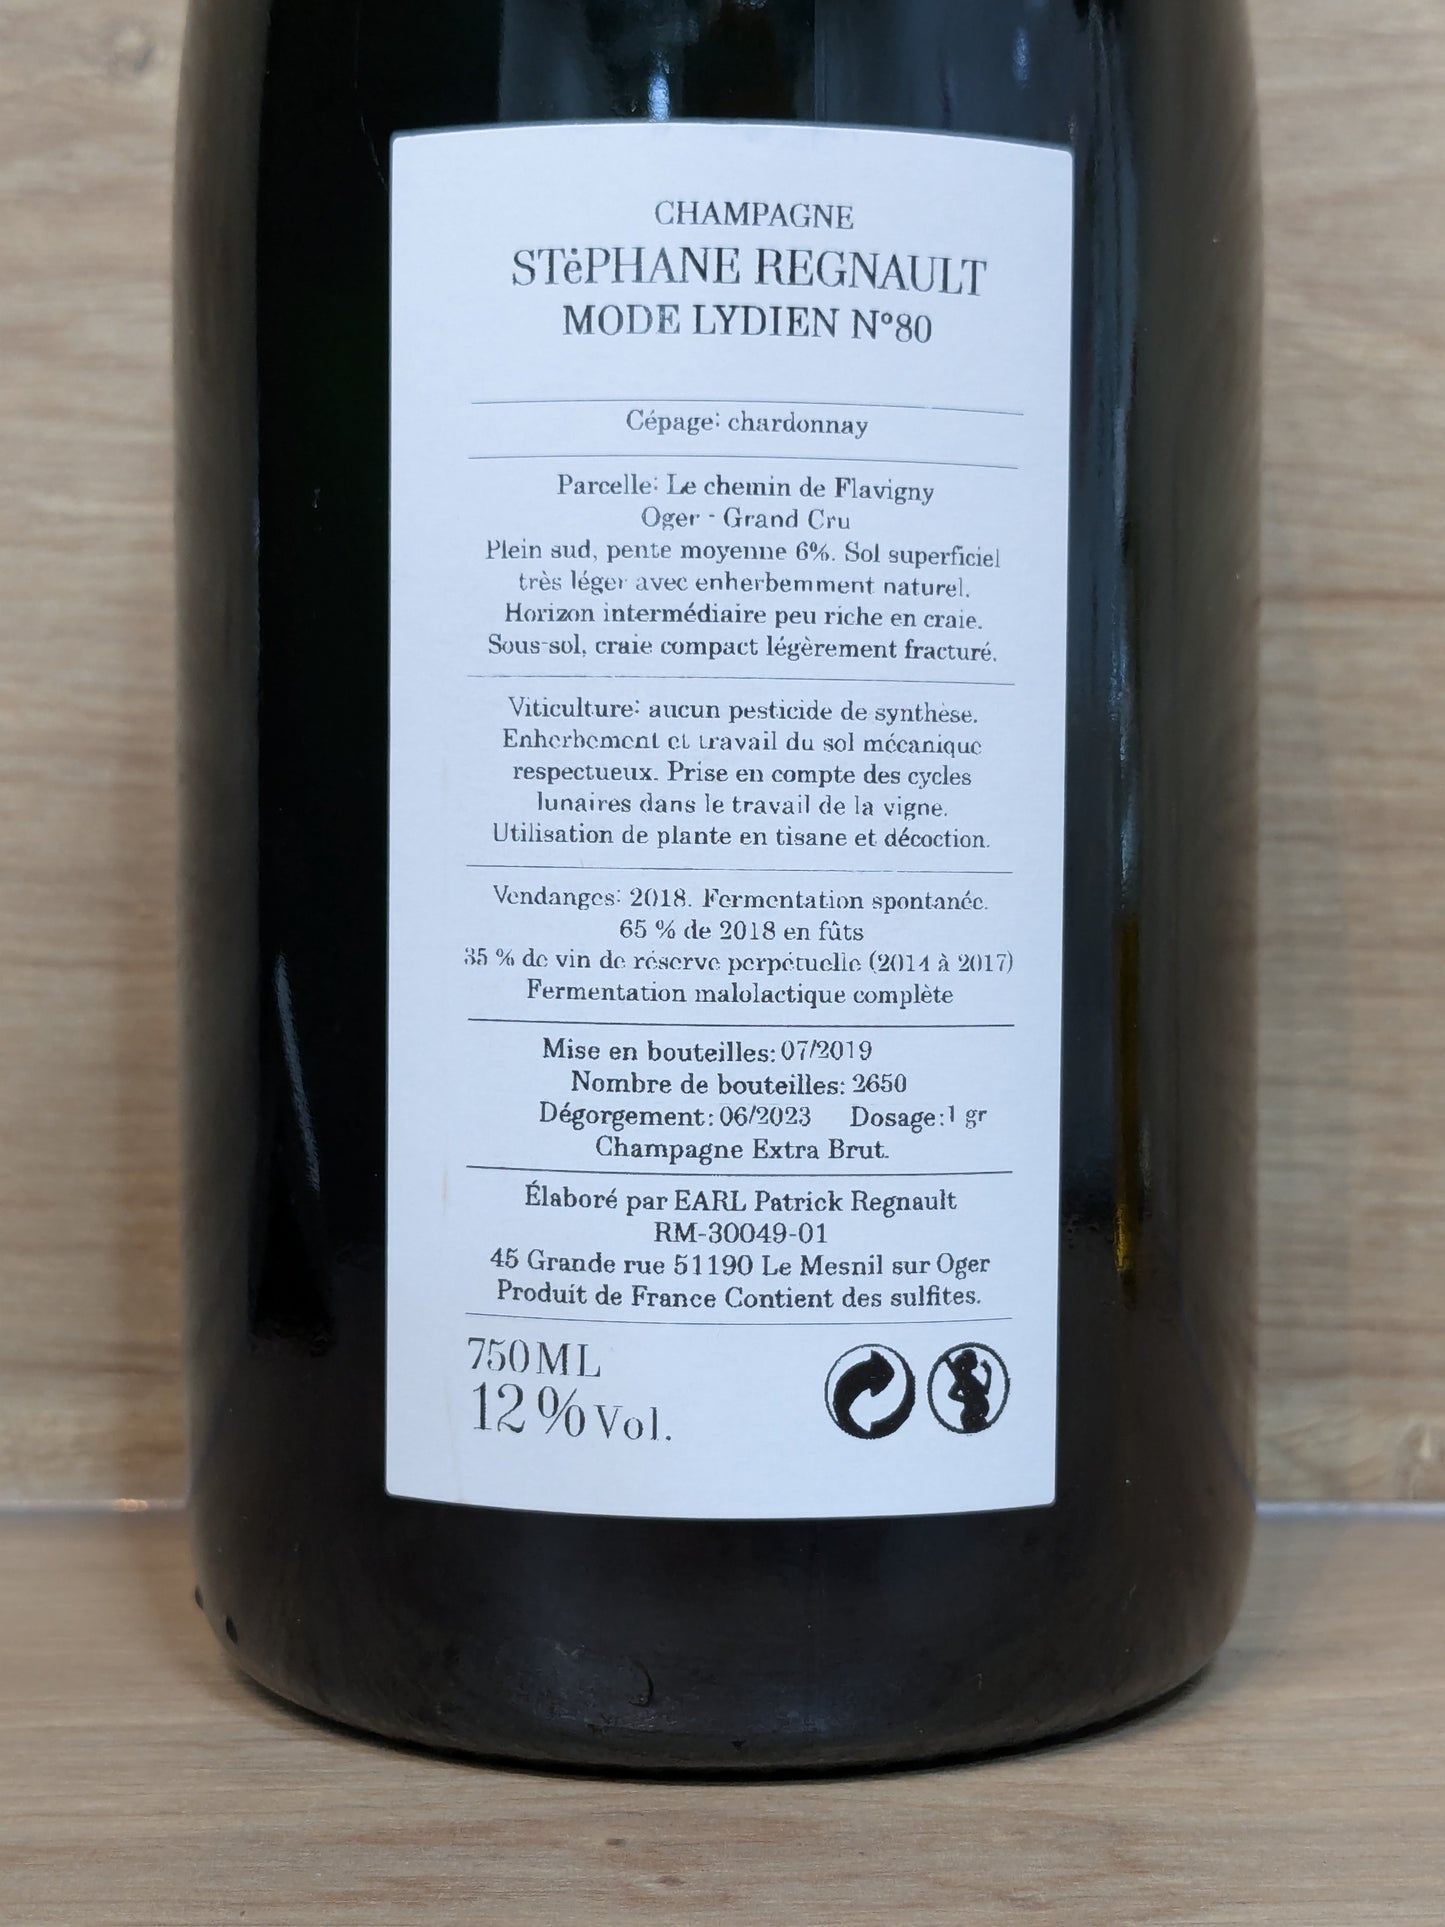 CHAMPAGNE
STëPHANE REGNAULT
MODE LYDIEN N°80
Cépage: chardonnay
Parcelle: Le chemin de Flavigny
Oger - Grand Cru
Plein sud, pente moyenne 6%. Sol superficiel
très léger avec enherbemment naturel.
Horizon intermédiaire peu riche en craie.
Sous-sol, craie compact légèrement fracturé.
Viticulture: aucun pesticide de synthèse.
Enherbement et travail du sol mécanique
respectueux. Prise en compte des cycles
lunaires dans le travail de la vigne.
Utilisation de plante en tisane et décoction.
Vendanges: 2018. Fermentation spontanée.
65 % de 2018 en fûts
35 % de vin de réserve perpétuelle (2014 à 2017)
Fermentation malolactique complète
Mise en bouteilles: 07/2019
Nombre de bouteilles: 2650
Dégorgement: 06/2023 Dosage: 1 gr
Champagne Extra Brut.
Élaboré par EARL Patrick Regnault
RM-30049-01
45 Grande rue 51190 Le Mesnil sur Oger
Produit de France Contient des sulfites.
750ML
12% Vol.